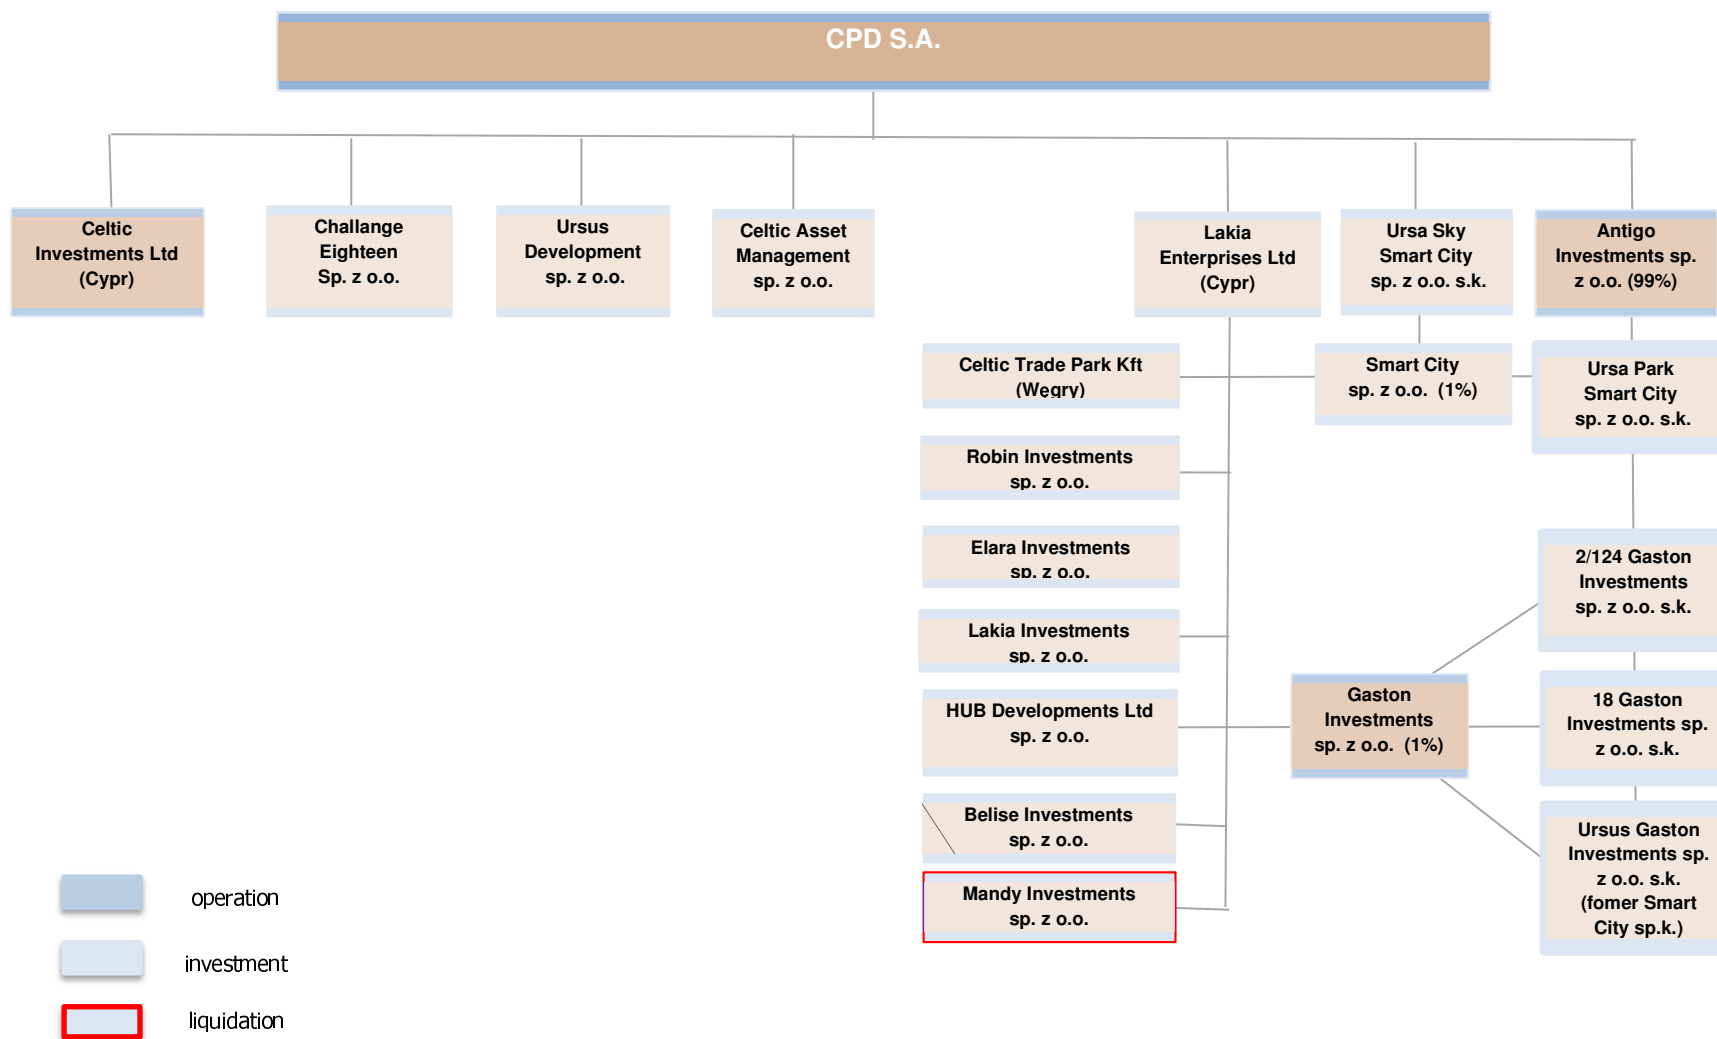 CPD S.A.
Celtic
Investments Ltd
(Cypr)
Challange
Eighteen
Sp. z o.o.
Ursus
Development
sp. z o.o.
Celtic Asset
Management
sp. z o.o.
Lakia
Enterprises Ltd
(Cypr)
Ursa Sky
Smart City
sp. z o.o. s.k.
Antigo
Investments sp.
z o.o. (99%)
Celtic Trade Park Kft
(Węgry)
Smart City
sp. z o.o. (1%)
Ursa Park
Smart City
sp. z o.o. s.k.
Robin Investments
sp. z o.o.
Elara Investments
sp. z o.o.
2/124 Gaston
Investments
sp. z o.o. s.k.
Lakia Investments
sp. z o.o.
HUB Developments Ltd
sp. z o.o.
Gaston
Investments
sp. z o.o. (1%)
18 Gaston
Investments sp.
z o.o. s.k.
Belise Investments
sp. z o.o.
Ursus Gaston
Investments sp.
z o.o. s.k.
(fomer Smart
City sp.k.)
Mandy Investments
sp. z o.o.
operation
investment
liquidation